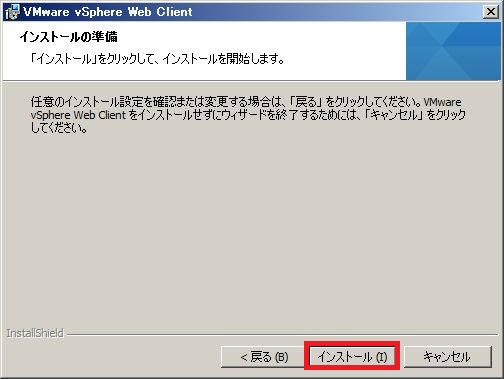 VMware vSphere Web Client
インストールの準備
「インストール」をクリックして、インストールを開始します。
任意のインストール設定を確認または変更する場合は、「戻る」をクリックしてください。VMware
vSphere Web Client をインストールせずにウィザードを終了するためには、「キャンセル」をクリック
してください。
InstallShield
< 戻る (B)
インストール (I)
キャンセル